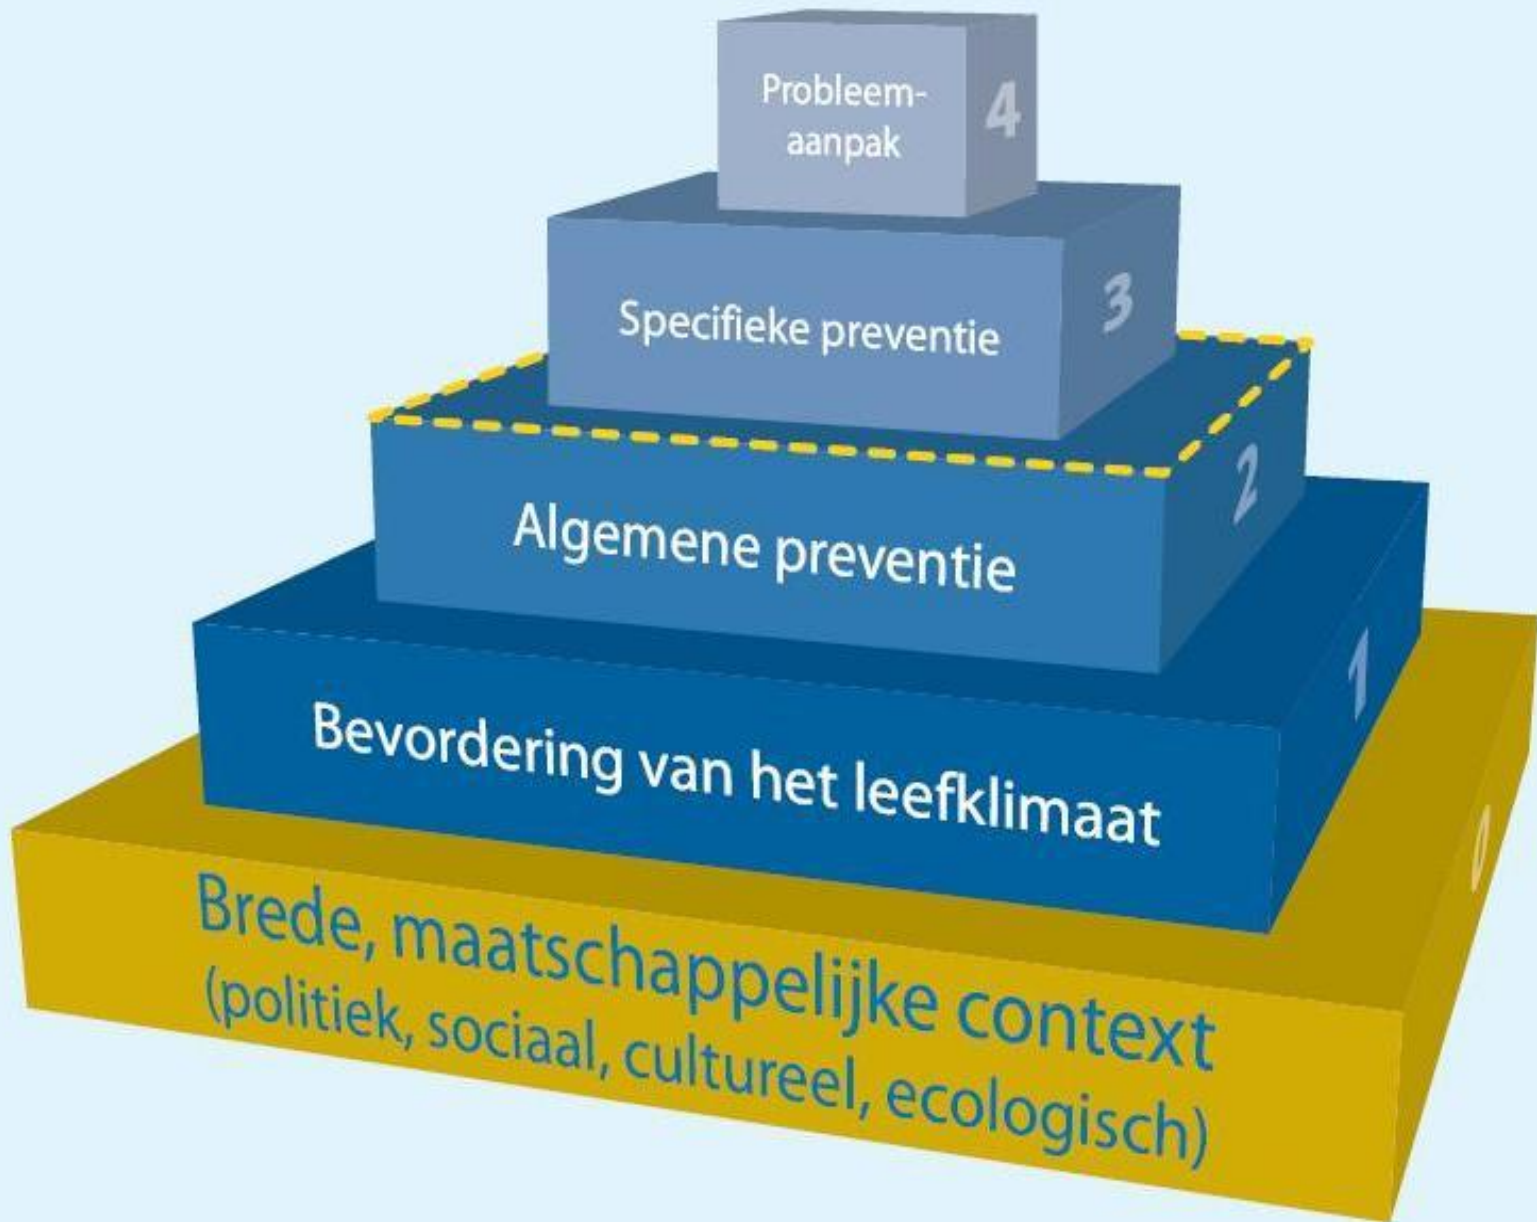 Probleem-
aanpak
4
Specifieke preventie
3
Algemene preventie
2
Bevordering van het leefklimaat
1
Brede, maatschappelijke context
(politiek, sociaal, cultureel, ecologisch)
0